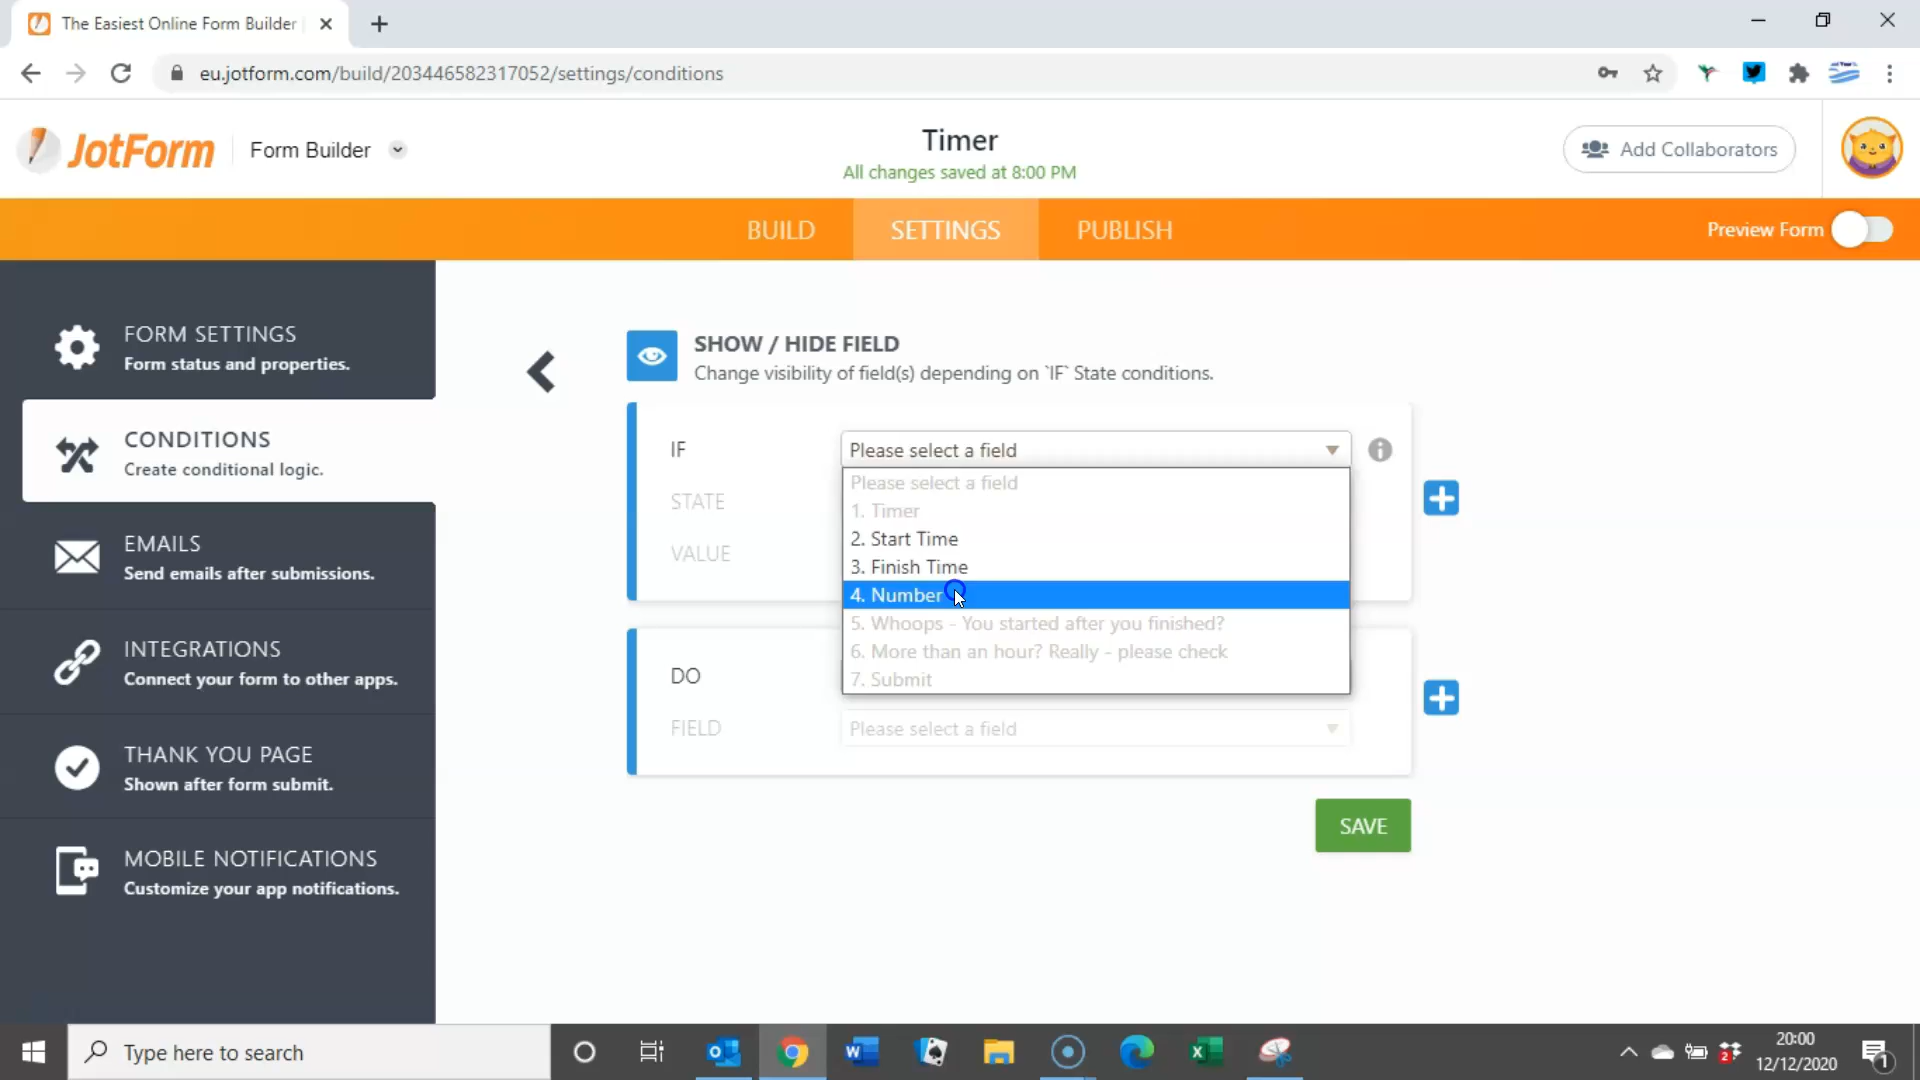 The Easiest Online Form Builder
eu.jotform.com/build/203446582317052/settings/conditions
JotForm
Form Builder
Timer
All changes saved at 8:00 PM
Add Collaborators
BUILD
SETTINGS
PUBLISH
Preview Form
FORM SETTINGS
Form status and properties.
CONDITIONS
Create conditional logic.
EMAILS
Send emails after submissions.
INTEGRATIONS
Connect your form to other apps.
THANK YOU PAGE
Shown after form submit.
MOBILE NOTIFICATIONS
Customize your app notifications.
SHOW / HIDE FIELD
Change visibility of field(s) depending on `IF` State conditions.
IF
Please select a field
STATE
VALUE
Please select a field
1. Timer
2. Start Time
3. Finish Time
4. Number
5. Whoops - You started after you finished?
6. More than an hour? Really - please check
7. Submit
DO
FIELD
Please select a field
SAVE
Type here to search
2
20:00
12/12/2020
1